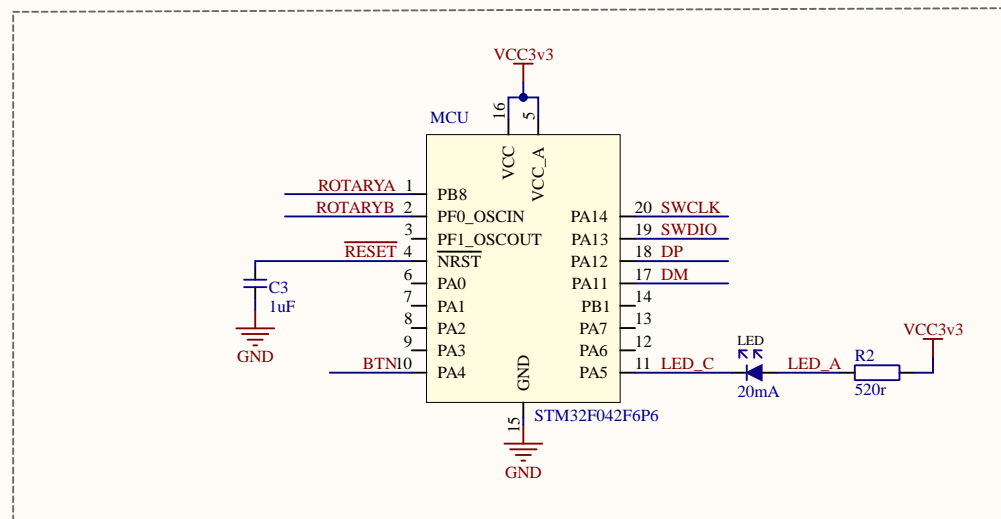 VCC3v3
MCU
16
5
VCC
VCC_A
ROTARYA 1 PB8
ROTARYB 2 PF0_OSCIN
3 PF1_OSCOUT
RESET 4 NRST
6 PA0
7 PA1
8 PA2
9 PA3
BTN 10 PA4
C3
1uF
GND
PA14 20 SWCLK
PA13 19 SWDIO
PA12 18 DP
PA11 17 DM
PB1 14
PA7 13
PA6 12
PA5 11 LED_C
LED
20mA
LED_A
R2
520r
VCC3v3
GND
15
STM32F042F6P6
GND